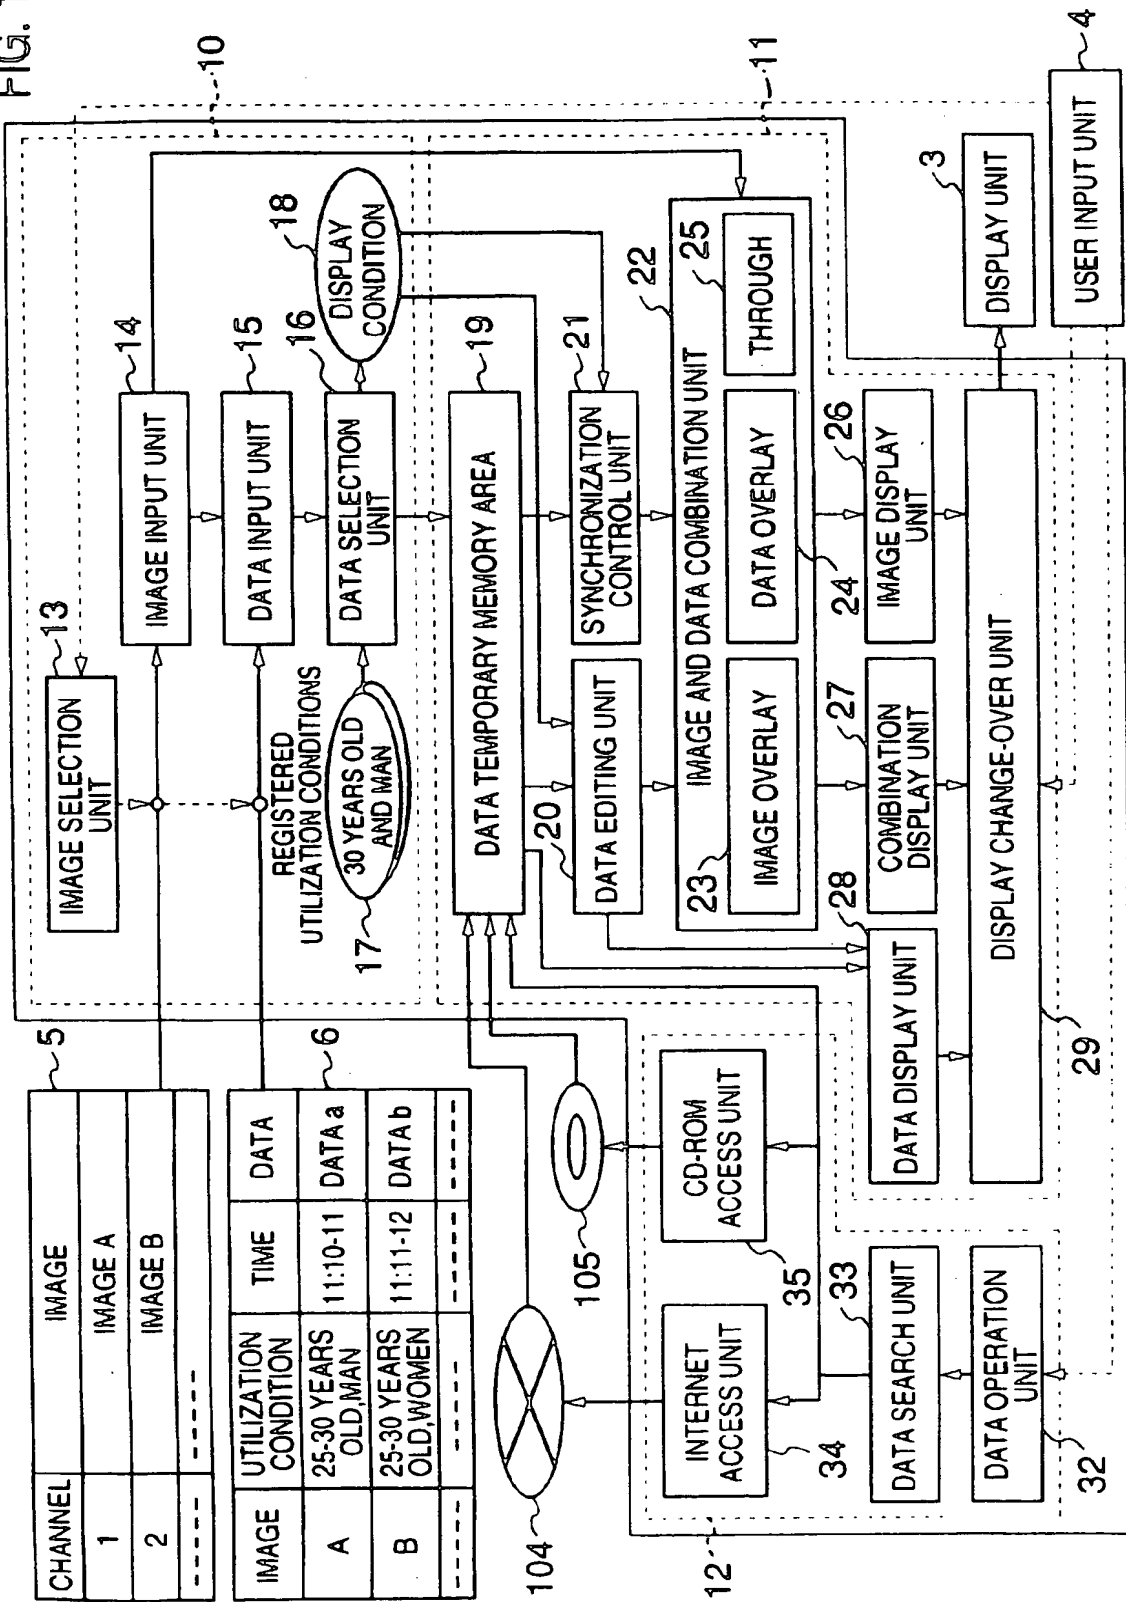 FIG.
CHANNEL IMAGE
1 IMAGE A
2 IMAGE B
5
IMAGE UTILIZATION CONDITION TIME DATA
A 25-30 YEARS OLD,MAN 11:10-11 DATA a
B 25-30 YEARS OLD,WOMEN 11:11-12 DATA b
6
10
13
IMAGE SELECTION
UNIT
14
IMAGE INPUT UNIT
15
DATA INPUT UNIT
REGISTERED
UTILIZATION CONDITIONS
30 YEARS OLD
AND MAN
17
16
DATA SELECTION
UNIT
18
DISPLAY
CONDITION
11
19
DATA TEMPORARY MEMORY AREA
20
DATA EDITING UNIT
21
SYNCHRONIZATION
CONTROL UNIT
22
IMAGE AND DATA COMBINATION UNIT
23
IMAGE OVERLAY
24
DATA OVERLAY
25
THROUGH
26
IMAGE DISPLAY
UNIT
27
COMBINATION
DISPLAY UNIT
28
DATA DISPLAY UNIT
29
DISPLAY CHANGE-OVER UNIT
3
DISPLAY UNIT
4
USER INPUT UNIT
104
105
12
34
INTERNET
ACCESS UNIT
35
CD-ROM
ACCESS UNIT
33
DATA SEARCH UNIT
32
DATA OPERATION
UNIT